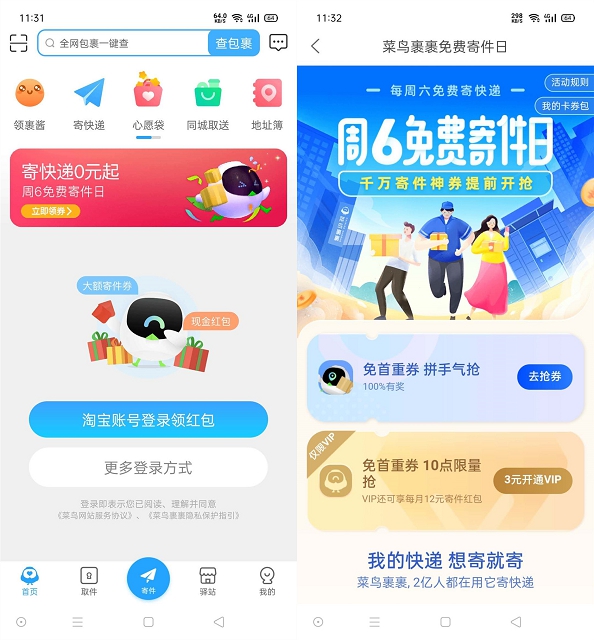 11:31
64.0 KB/S
64
全网包裹一键查
查包裹
领裹酱
寄快递
心愿袋
同城取送
地址簿
寄快递0元起
周6免费寄件日
立即领券
大额寄件券
现金红包
淘宝账号登录领红包
更多登录方式
登录即表示您已阅读、理解并同意
《菜鸟网站服务协议》、《菜鸟裹裹隐私保护指引》
首页
取件
寄件
驿站
我的
11:32
298 KB/S
64
菜鸟裹裹免费寄件日
活动规则
每周六免费寄快递
我的卡券包
周6免费寄件日
千万寄件神券提前开抢
菜鸟裹裹
免首重券 拼手气抢
100%有奖
去抢券
仅限VIP
免首重券 10点限量
抢
VIP还可享每月12元寄件红包
3元开通VIP
我的快递 想寄就寄
菜鸟裹裹, 2亿人都在用它寄快递